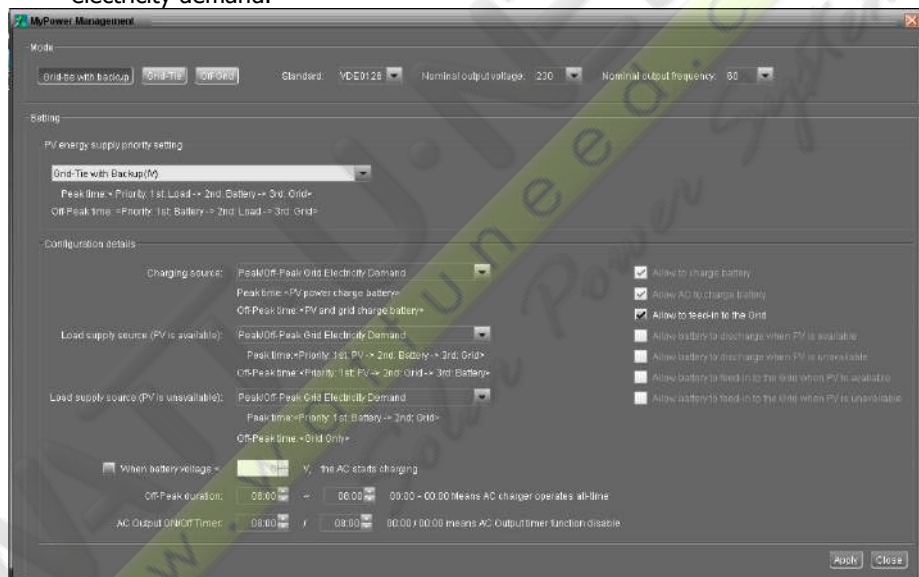 electricity demand.
MyPower Management
Mode
Grid-tie with backup Grid-Tie Off-Grid Standard: VDE0126 Nominal output voltage: 230 Nominal output frequency: 60
Setting
PV energy supply priority setting
Grid-Tie with Backup(IV)
Peak time:< Priority: 1st: Load -> 2nd: Battery -> 3rd: Grid>
Off-Peak time: <Priority: 1st: Battery -> 2nd: Load -> 3rd: Grid>
Configuration details
Charging source: Peak/Off-Peak Grid Electricity Demand
Peak time:<PV power charge battery>
Off-Peak time:<PV and grid charge battery>
Load supply source (PV is available): Peak/Off-Peak Grid Electricity Demand
Peak time:<Priority: 1st: PV -> 2nd: Battery -> 3rd: Grid>
Off-Peak time:<Priority: 1st: PV -> 2nd: Grid -> 3rd: Battery>
Load supply source (PV is unavailable): Peak/Off-Peak Grid Electricity Demand
Peak time:<Priority: 1st: Battery -> 2nd: Grid>
Off-Peak time:<Grid Only>
Allow to charge battery
Allow AC to charge battery
Allow to feed-in to the Grid
Allow battery to discharge when PV is available
Allow battery to discharge when PV is unavailable
Allow battery to feed-in to the Grid when PV is available
Allow battery to feed-in to the Grid when PV is unavailable
When battery voltage < V, the AC starts charging
Off-Peak duration: 08:00 ~ 08:00 00:00 - 00:00 Means AC charger operates all-time
AC Output ON/Off Timer: 08:00 / 08:00 00:00 / 00:00 means AC Output timer function disable
Apply Close
www.wantuneed.com
Solar Power System